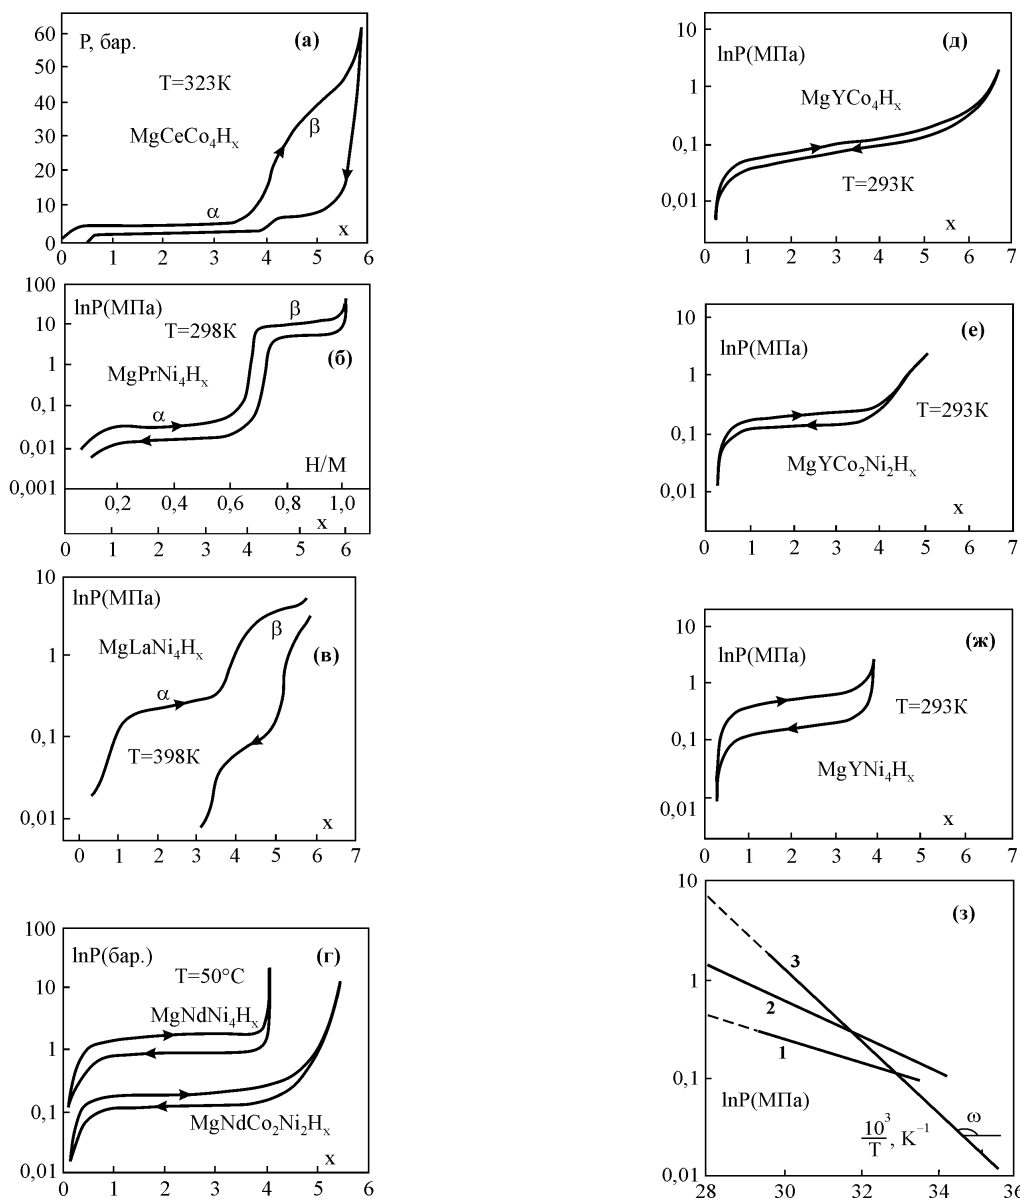 60
50
40
30
20
10
0
P, бар.
(а)
T=323К
MgCeCo₄Hₓ
β
α
x
0 1 2 3 4 5 6
100
10
1
0,1
0,01
0,001
lnP(МПа)
T=298К
β
(б)
MgPrNi₄Hₓ
α
H/M
0,2 0,4 0,6 0,8 1,0
x
0 1 2 3 4 5 6
10
1
0,1
0,01
lnP(МПа)
MgLaNi₄Hₓ
β
(в)
α
T=398К
x
0 1 2 3 4 5 6 7
100
10
1
0,1
0,01
lnP(бар.)
(г)
T=50°C
MgNdNi₄Hₓ
MgNdCo₂Ni₂Hₓ
x
0 1 2 3 4 5 6
10
1
0,1
0,01
lnP(МПа)
(д)
MgYCo₄Hₓ
T=293К
x
0 1 2 3 4 5 6 7
10
1
0,1
0,01
lnP(МПа)
(е)
T=293К
MgYCo₂Ni₂Hₓ
x
0 1 2 3 4 5 6 7
10
1
0,1
0,01
lnP(МПа)
(ж)
T=293К
MgYNi₄Hₓ
x
0 1 2 3 4 5 6 7
10
1
0,1
0,01
(з)
3
2
1
lnP(МПа)
10³/T, К⁻¹
ω
28 30 32 34 36